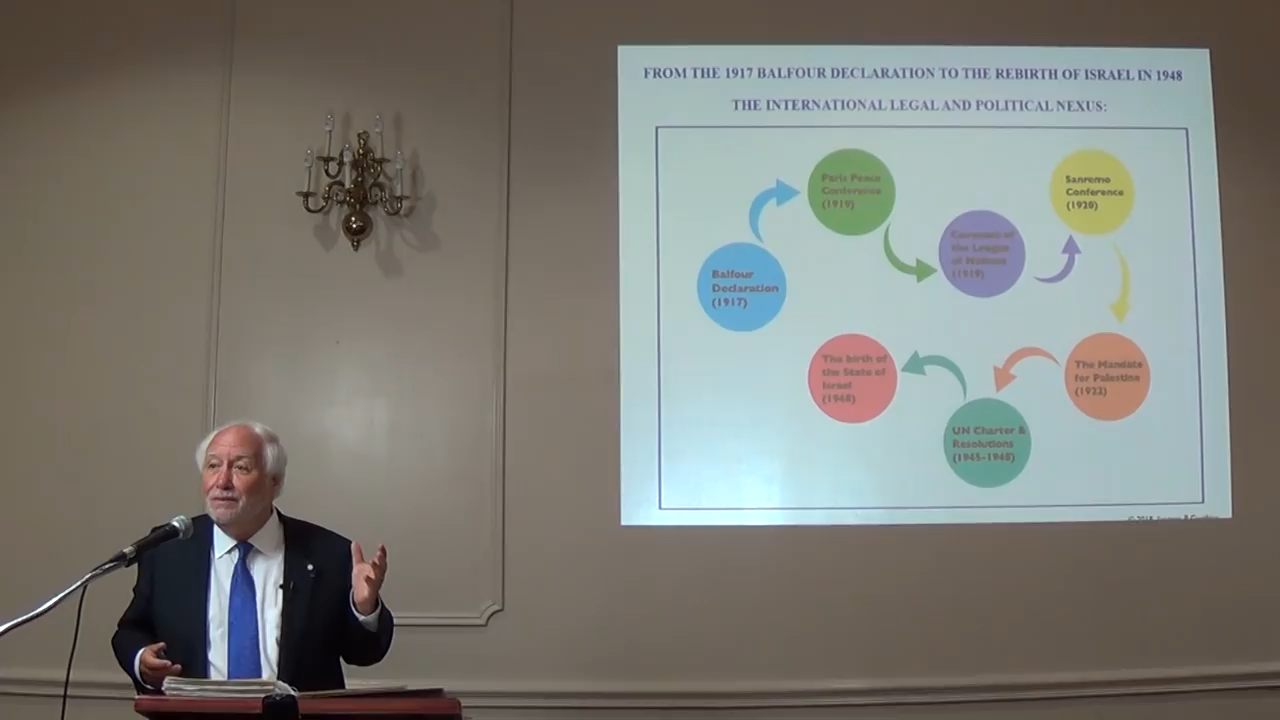 FROM THE 1917 BALFOUR DECLARATION TO THE REBIRTH OF ISRAEL IN 1948
THE INTERNATIONAL LEGAL AND POLITICAL NEXUS:
Balfour
Declaration
(1917)
Paris Peace
Conference
(1919)
Covenant of
the League
of Nations
(1919)
Sanremo
Conference
(1920)
The Mandate
for Palestine
(1922)
UN Charter &
Resolutions
(1945-1948)
The birth of
the State of
Israel
(1948)